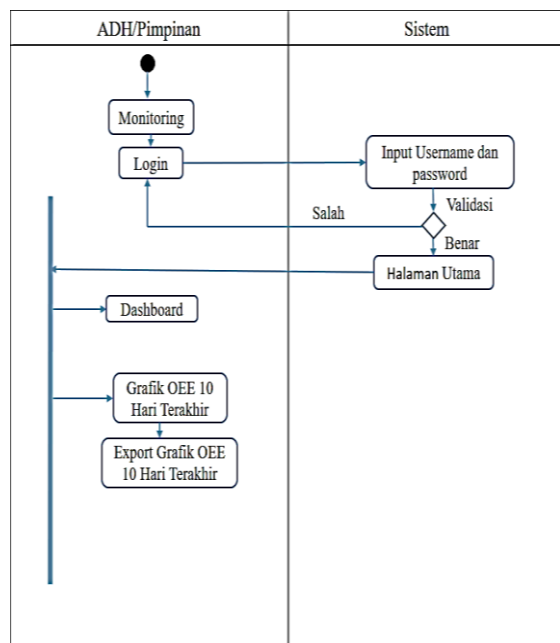 ADH/Pimpinan
Sistem
Monitoring
Login
Input Username dan
password
Validasi
Salah
Benar
Halaman Utama
Dashboard
Grafik OEE 10
Hari Terakhir
Export Grafik OEE
10 Hari Terakhir